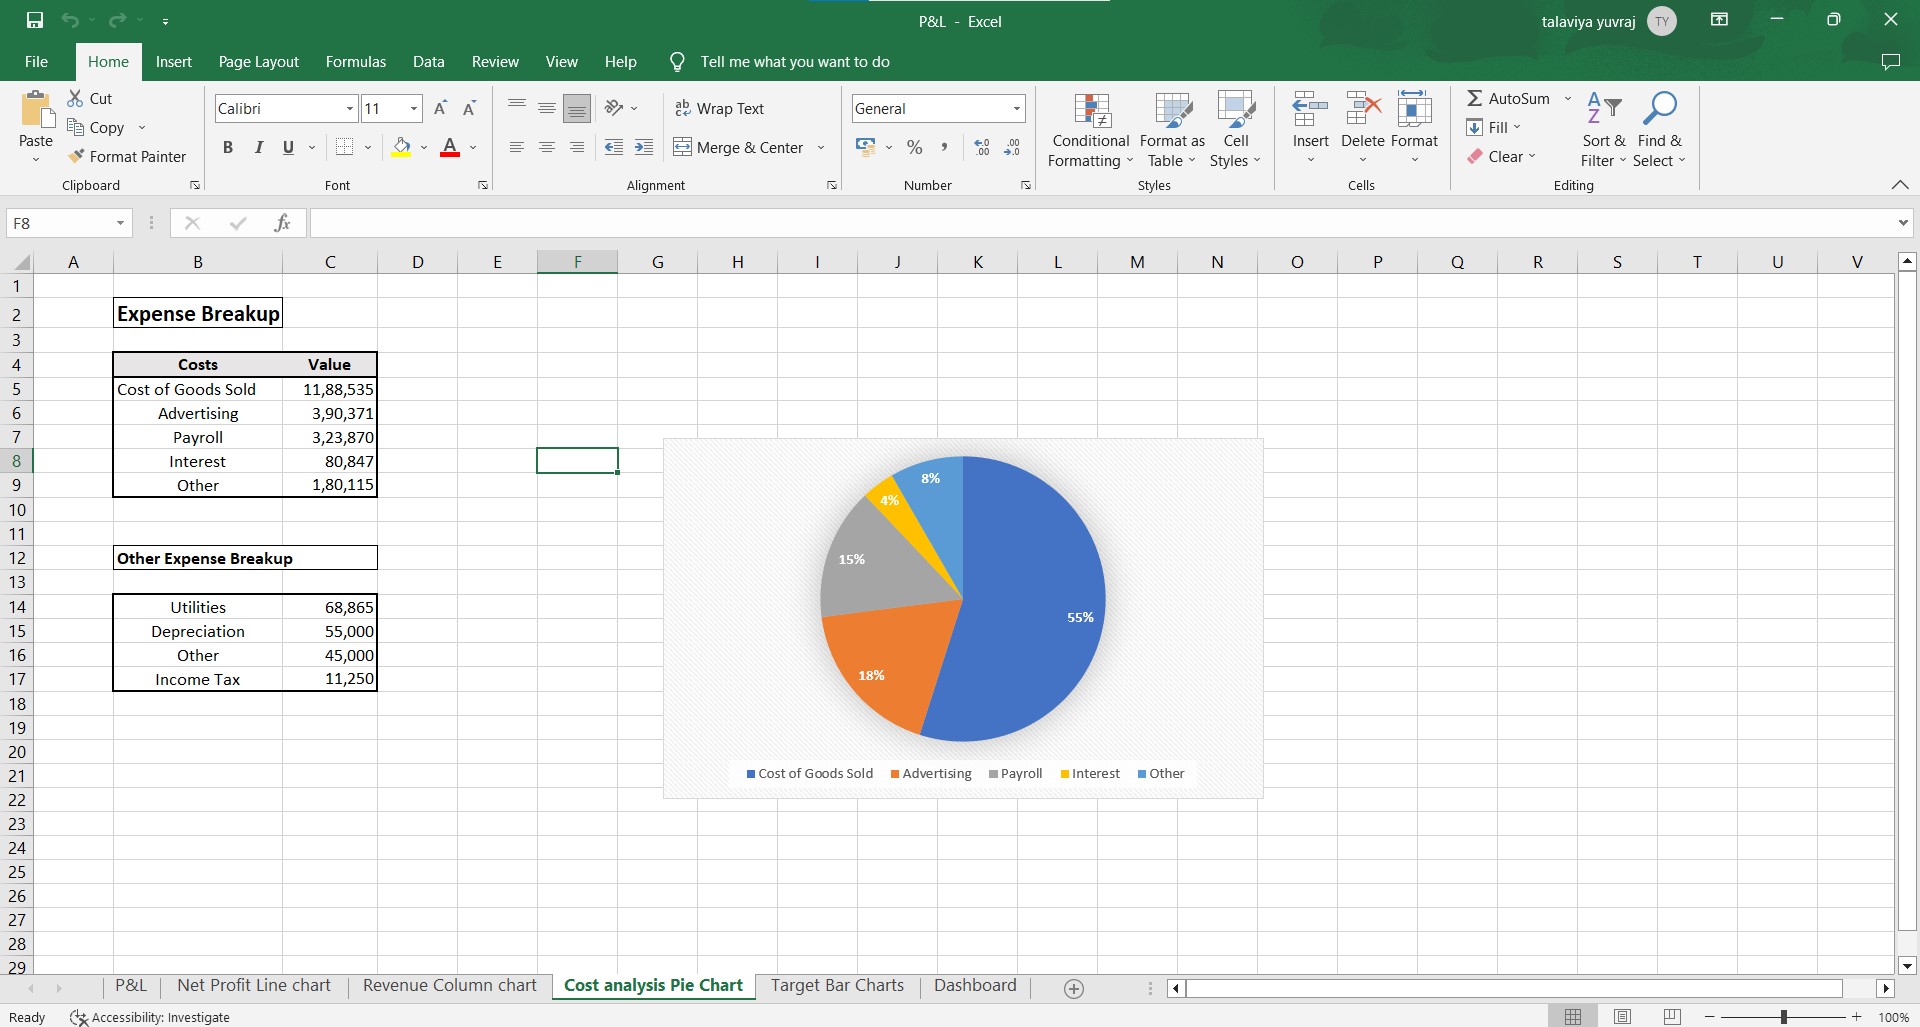 P&L - Excel
talaviya yuvraj TY
File Home Insert Page Layout Formulas Data Review View Help Tell me what you want to do
Paste
Cut
Copy
Format Painter
Clipboard
Calibri 11
B I U
Font
Wrap Text
Merge & Center
Alignment
General
Number
Conditional Formatting
Format as Table
Cell Styles
Styles
Insert Delete Format
Cells
AutoSum
Fill
Clear
Sort & Filter
Find & Select
Editing
F8
fx
A B C D E F G H I J K L M N O P Q R S T U V
1
2 Expense Breakup
3
4 Costs Value
5 Cost of Goods Sold 11,88,535
6 Advertising 3,90,371
7 Payroll 3,23,870
8 Interest 80,847
9 Other 1,80,115
10
11
12 Other Expense Breakup
13
14 Utilities 68,865
15 Depreciation 55,000
16 Other 45,000
17 Income Tax 11,250
18
19
20
21
22
23
24
25
26
27
28
29
8%
4%
15%
55%
18%
Cost of Goods Sold Advertising Payroll Interest Other
P&L Net Profit Line chart Revenue Column chart Cost analysis Pie Chart Target Bar Charts Dashboard
Ready Accessibility: Investigate 100%